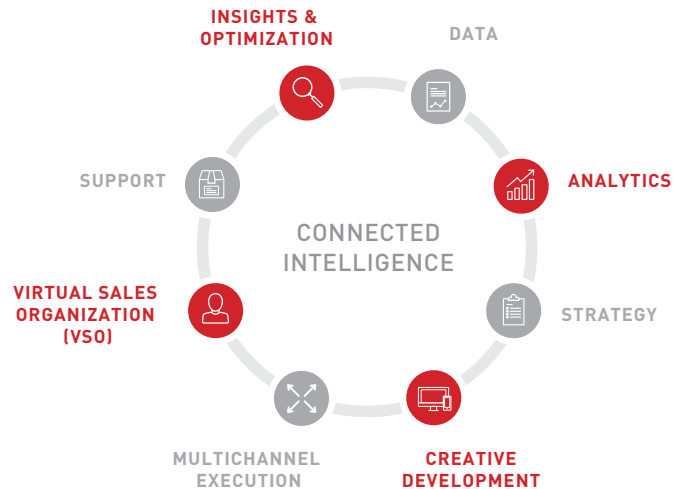 INSIGHTS &
OPTIMIZATION
DATA
ANALYTICS
STRATEGY
CREATIVE
DEVELOPMENT
MULTICHANNEL
EXECUTION
VIRTUAL SALES
ORGANIZATION
(VSO)
SUPPORT
CONNECTED
INTELLIGENCE